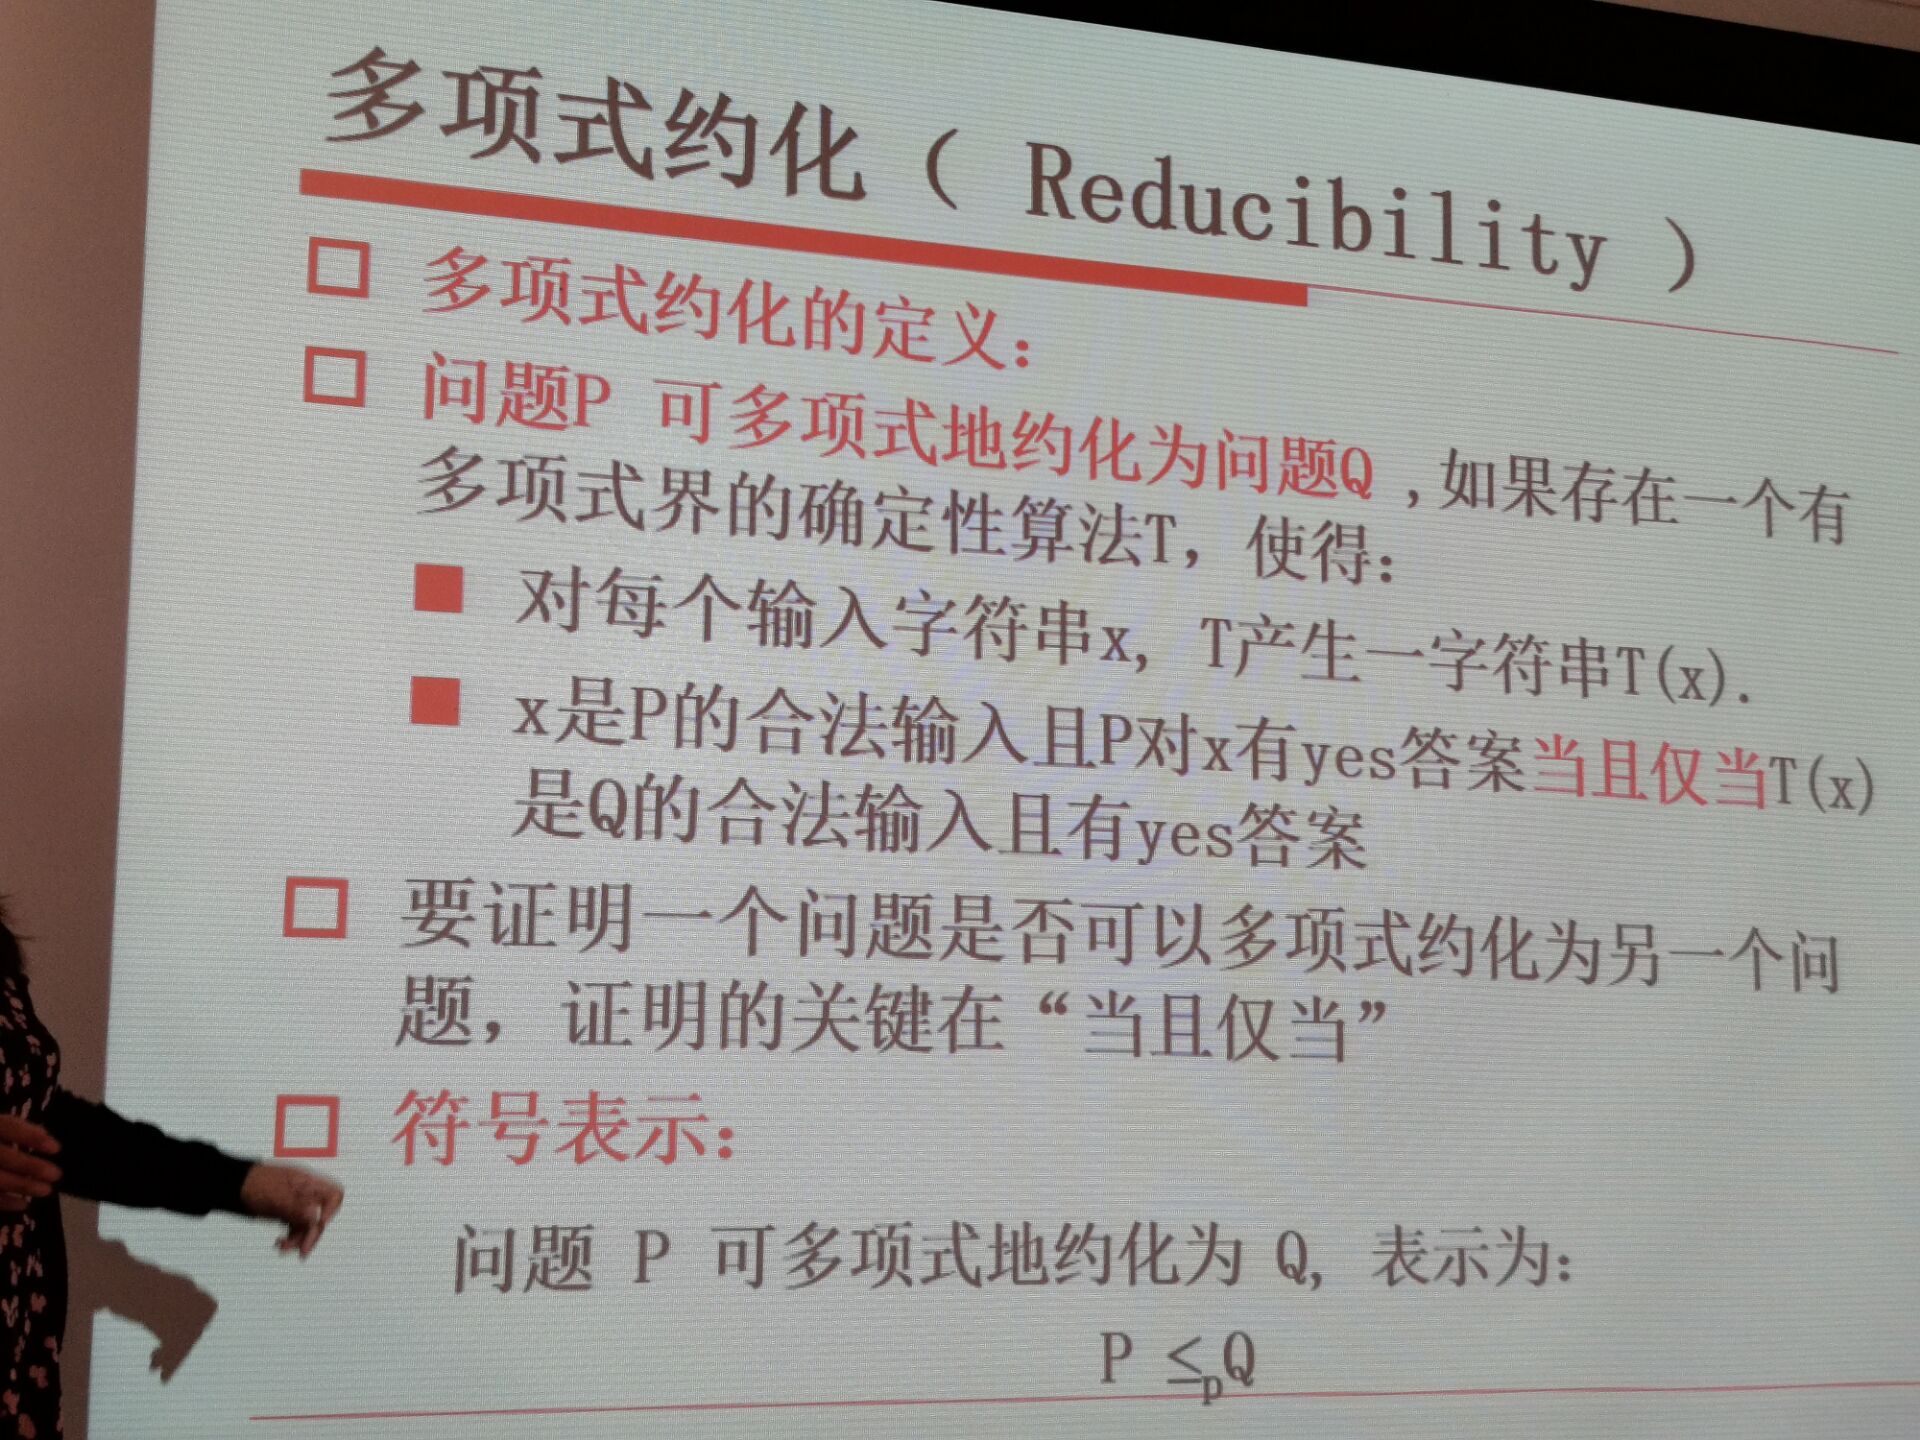 多项式约化（ Reducibility ）
多项式约化的定义：
问题P 可多项式地约化为问题Q ,如果存在一个有
多项式界的确定性算法T，使得：
对每个输入字符串x, T产生一字符串T(x).
x是P的合法输入且P对x有yes答案当且仅当T(x)
是Q的合法输入且有yes答案
要证明一个问题是否可以多项式约化为另一个问
题，证明的关键在“当且仅当”
符号表示：
问题 P 可多项式地约化为 Q, 表示为：
P ≤pQ